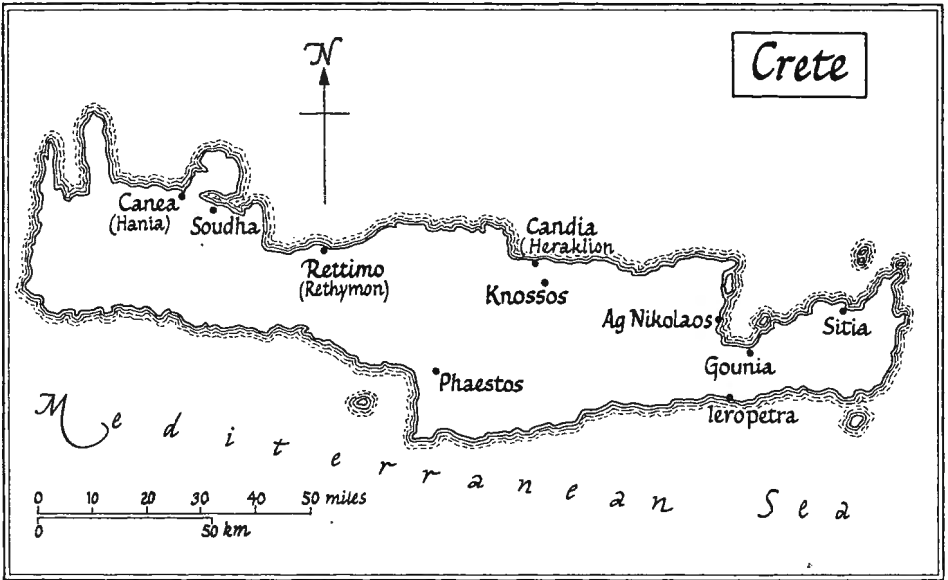 Crete
N
Canea
(Hania)
Soudha
Rettimo
(Rethymon)
Candia
(Heraklion
Knossos
Ag Nikolaos
Sitia
Gounia
Phaestos
Ieropetra
Mediterranean Sea
0 10 20 30 40 50 miles
0 50 km